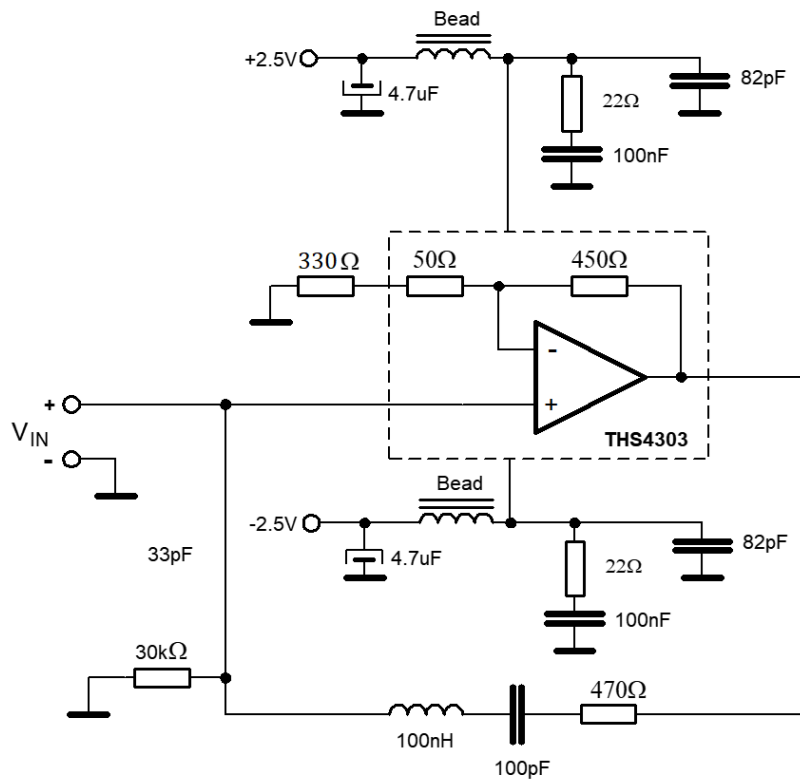 Bead
+2.5V
4.7uF
22Ω
82pF
100nF
330Ω
50Ω
450Ω
-
+
THS4303
+
VIN
-
Bead
-2.5V
4.7uF
22Ω
82pF
100nF
33pF
30kΩ
470Ω
100nH
100pF